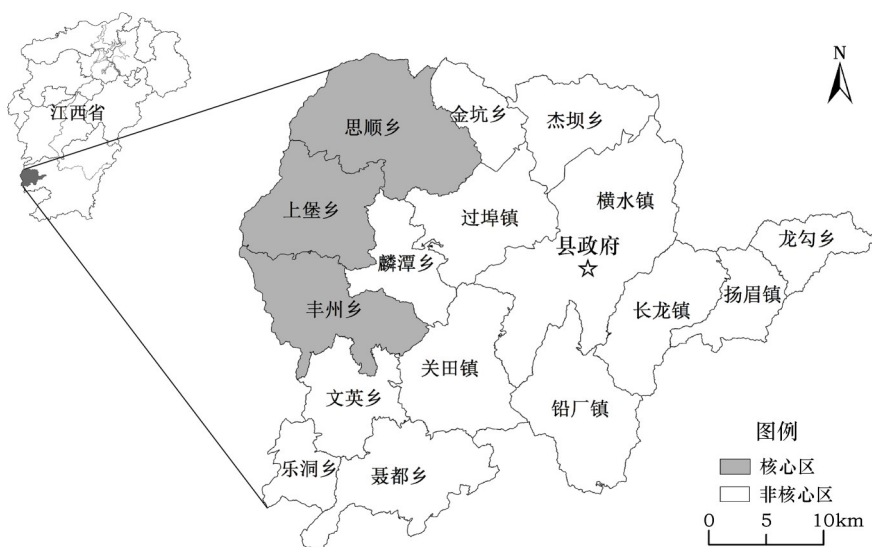 江西省
N
思顺乡
金坑乡
杰坝乡
上堡乡
过埠镇
横水镇
麟潭乡
县政府
龙勾乡
丰州乡
长龙镇
扬眉镇
关田镇
文英乡
铅厂镇
乐洞乡
聂都乡
图例
核心区
非核心区
0 5 10km